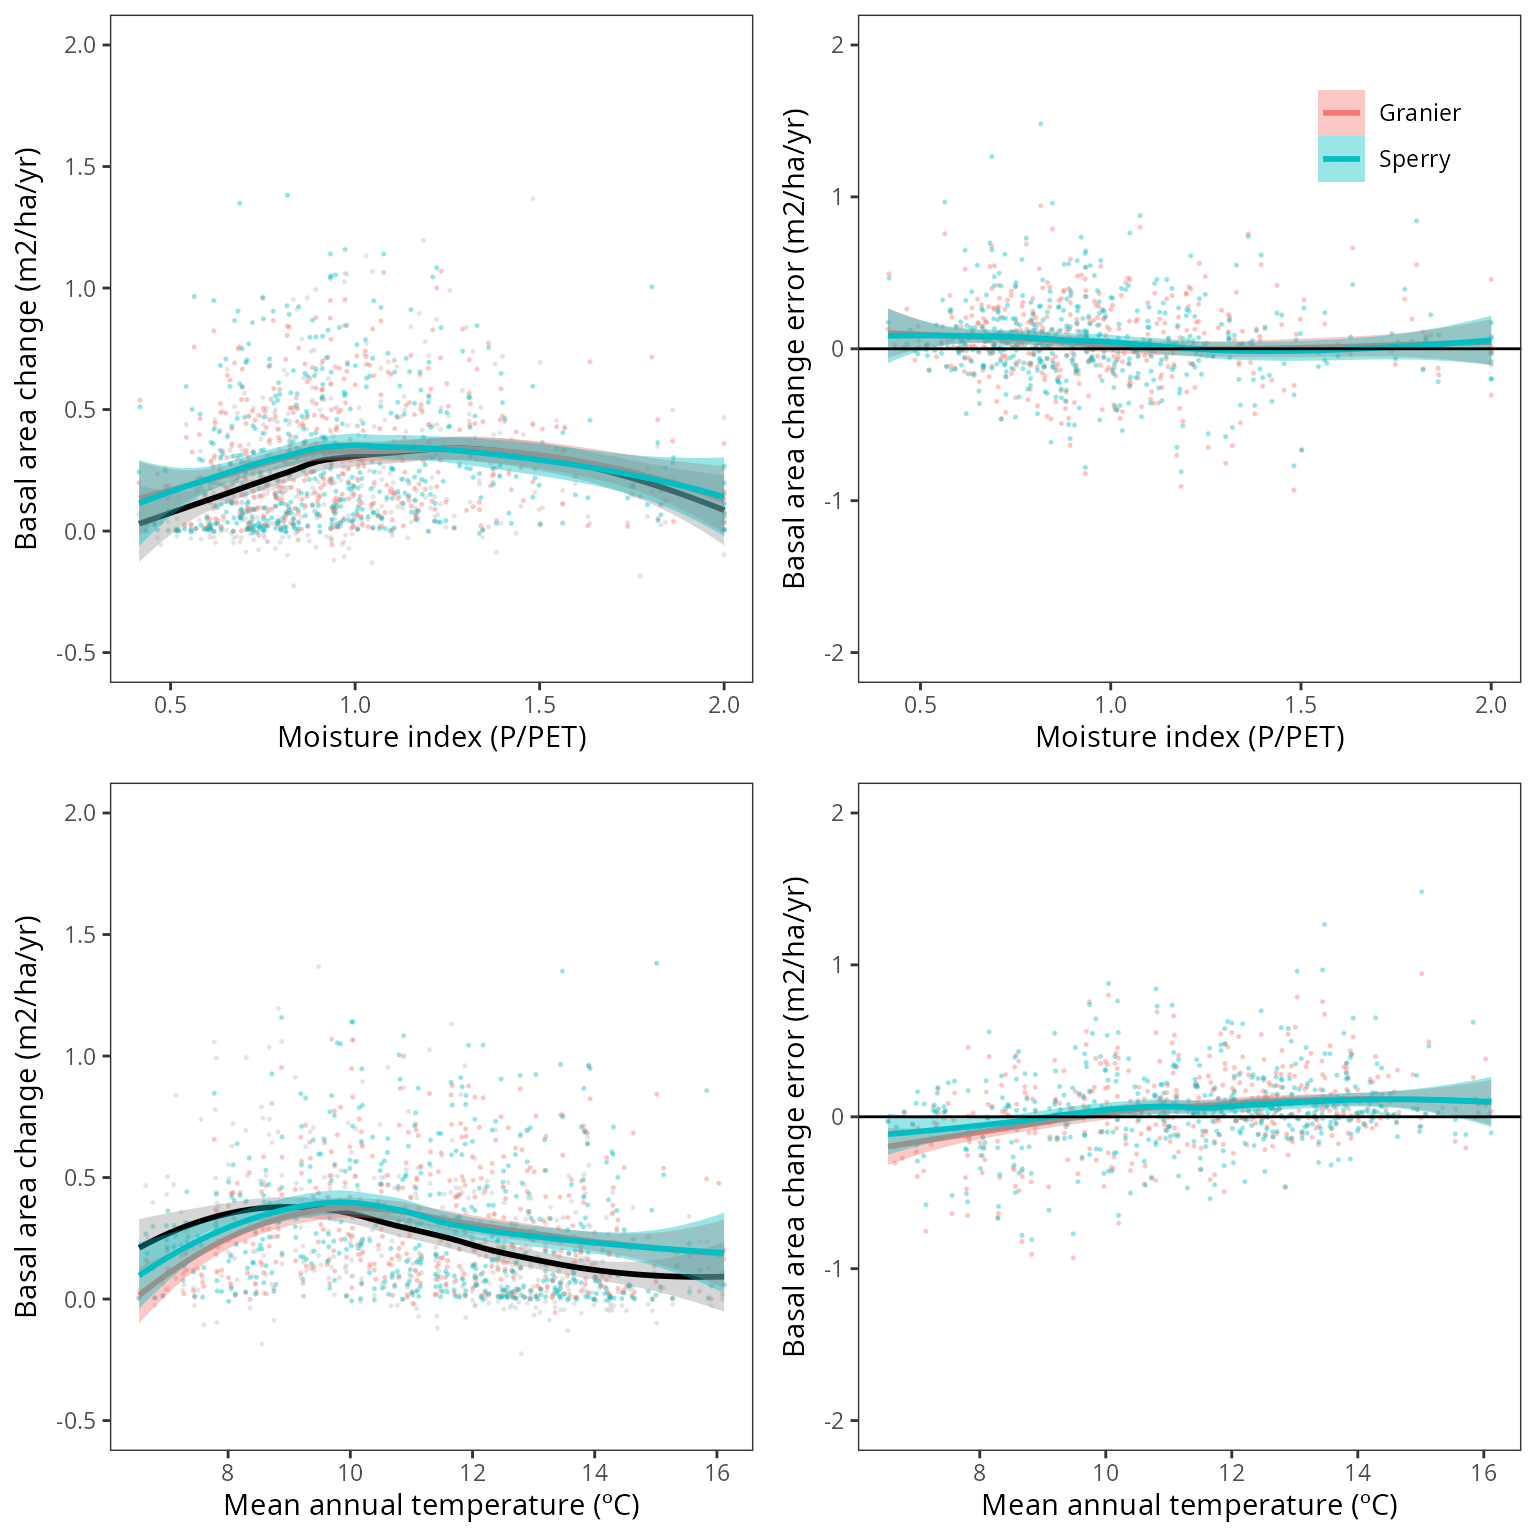 2.0
1.5
1.0
0.5
0.0
-0.5
Basal area change (m2/ha/yr)
0.5 1.0 1.5 2.0
Moisture index (P/PET)
2
1
0
-1
-2
Basal area change error (m2/ha/yr)
Granier
Sperry
0.5 1.0 1.5 2.0
Moisture index (P/PET)
2.0
1.5
1.0
0.5
0.0
-0.5
Basal area change (m2/ha/yr)
8 10 12 14 16
Mean annual temperature (ºC)
2
1
0
-1
-2
Basal area change error (m2/ha/yr)
8 10 12 14 16
Mean annual temperature (ºC)